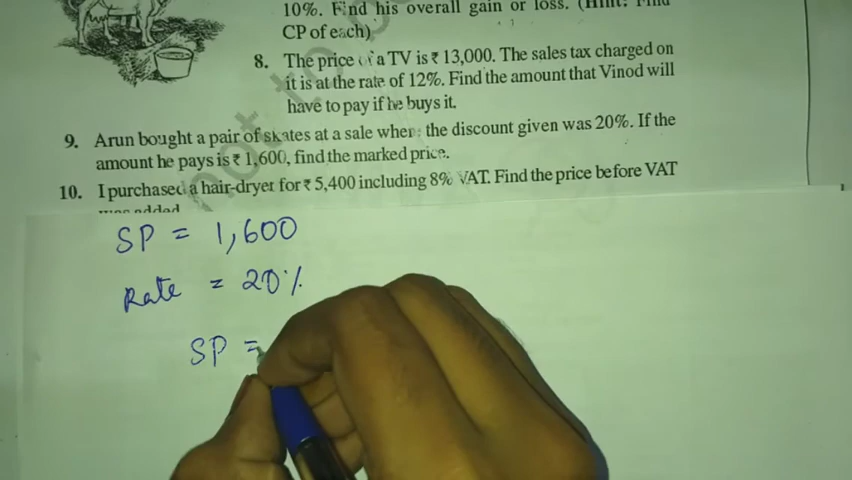 10%. Find his overall gain or loss. (Hint: Find
CP of each)
8. The price of a TV is ₹ 13,000. The sales tax charged on
it is at the rate of 12%. Find the amount that Vinod will
have to pay if he buys it.
9. Arun bought a pair of skates at a sale where the discount given was 20%. If the
amount he pays is ₹ 1,600, find the marked price.
10. I purchased a hair-dryer for ₹ 5,400 including 8% VAT. Find the price before VAT
was added.
SP = 1,600
Rate = 20%
SP =